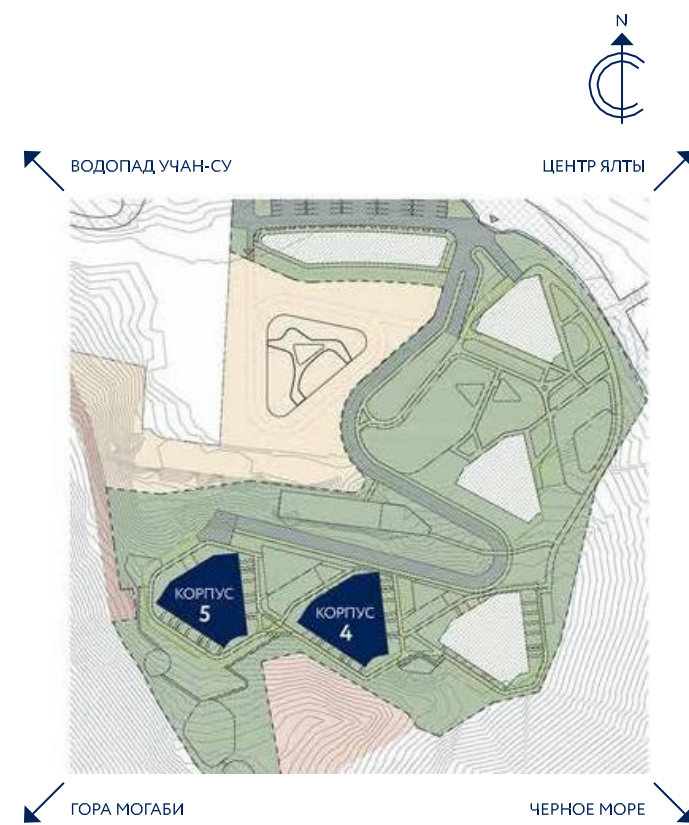 N
ВОДОПАД УЧАН-СУ
ЦЕНТР ЯЛТЫ
КОРПУС
5
КОРПУС
4
ГОРА МОГАБИ
ЧЕРНОЕ МОРЕ